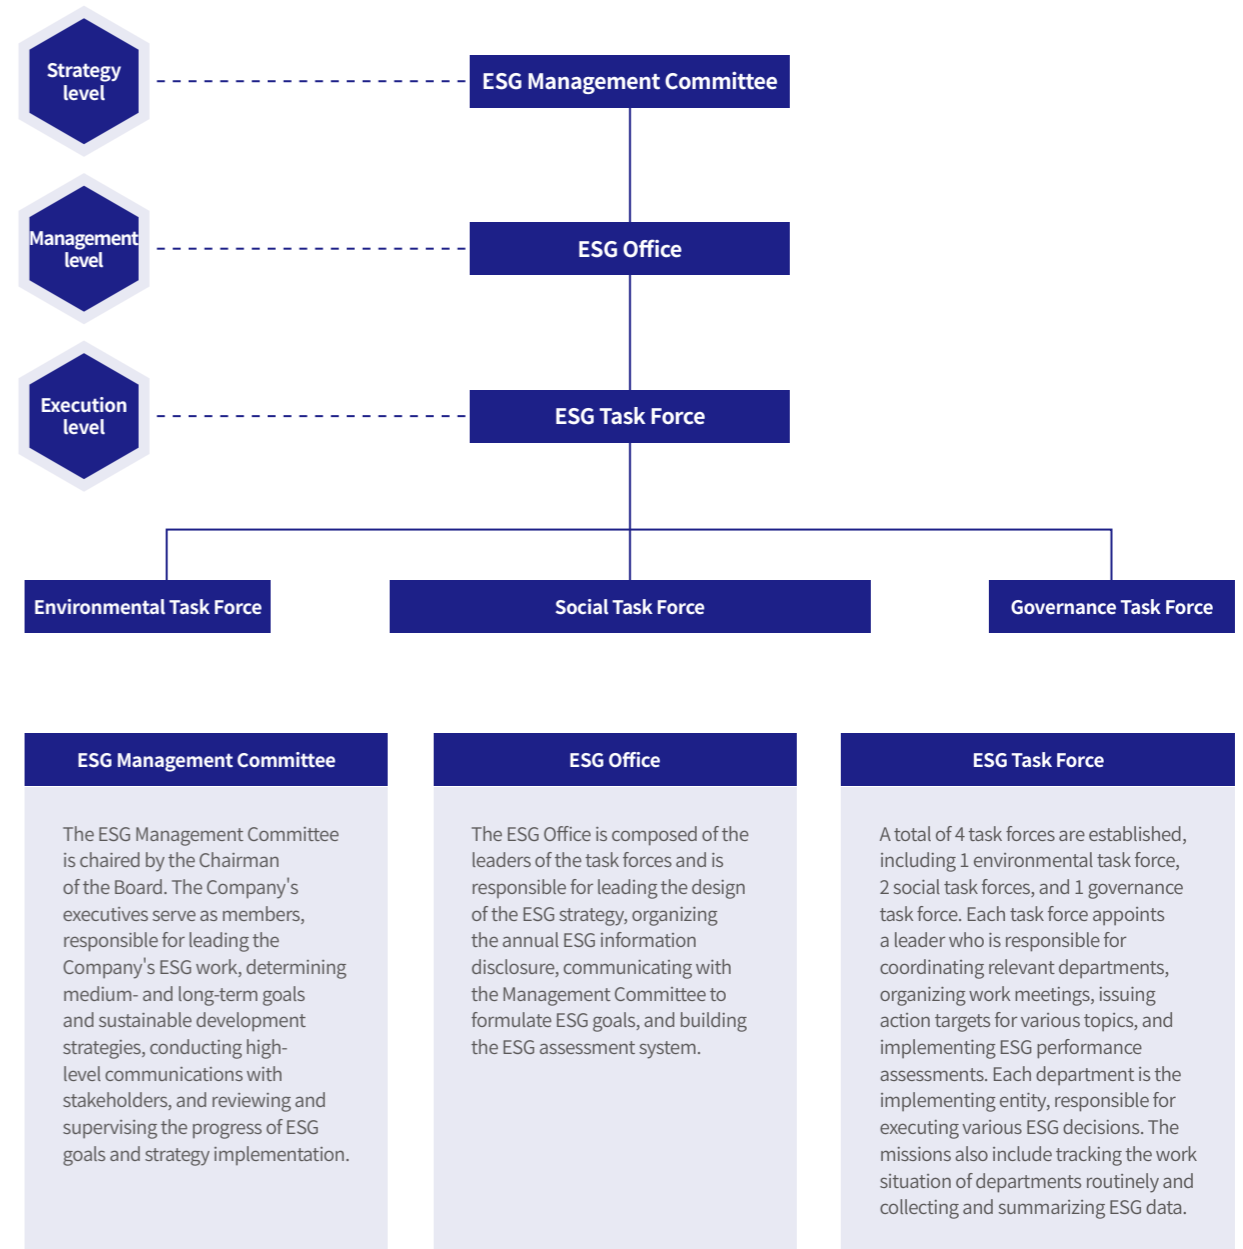 Strategy
level
ESG Management Committee
Management
level
ESG Office
Execution
level
ESG Task Force
Environmental Task Force
Social Task Force
Governance Task Force
ESG Management Committee
The ESG Management Committee
is chaired by the Chairman
of the Board. The Company's
executives serve as members,
responsible for leading the
Company's ESG work, determining
medium- and long-term goals
and sustainable development
strategies, conducting high-
level communications with
stakeholders, and reviewing and
supervising the progress of ESG
goals and strategy implementation.
ESG Office
The ESG Office is composed of the
leaders of the task forces and is
responsible for leading the design
of the ESG strategy, organizing
the annual ESG information
disclosure, communicating with
the Management Committee to
formulate ESG goals, and building
the ESG assessment system.
ESG Task Force
A total of 4 task forces are established,
including 1 environmental task force,
2 social task forces, and 1 governance
task force. Each task force appoints
a leader who is responsible for
coordinating relevant departments,
organizing work meetings, issuing
action targets for various topics, and
implementing ESG performance
assessments. Each department is the
implementing entity, responsible for
executing various ESG decisions. The
missions also include tracking the work
situation of departments routinely and
collecting and summarizing ESG data.